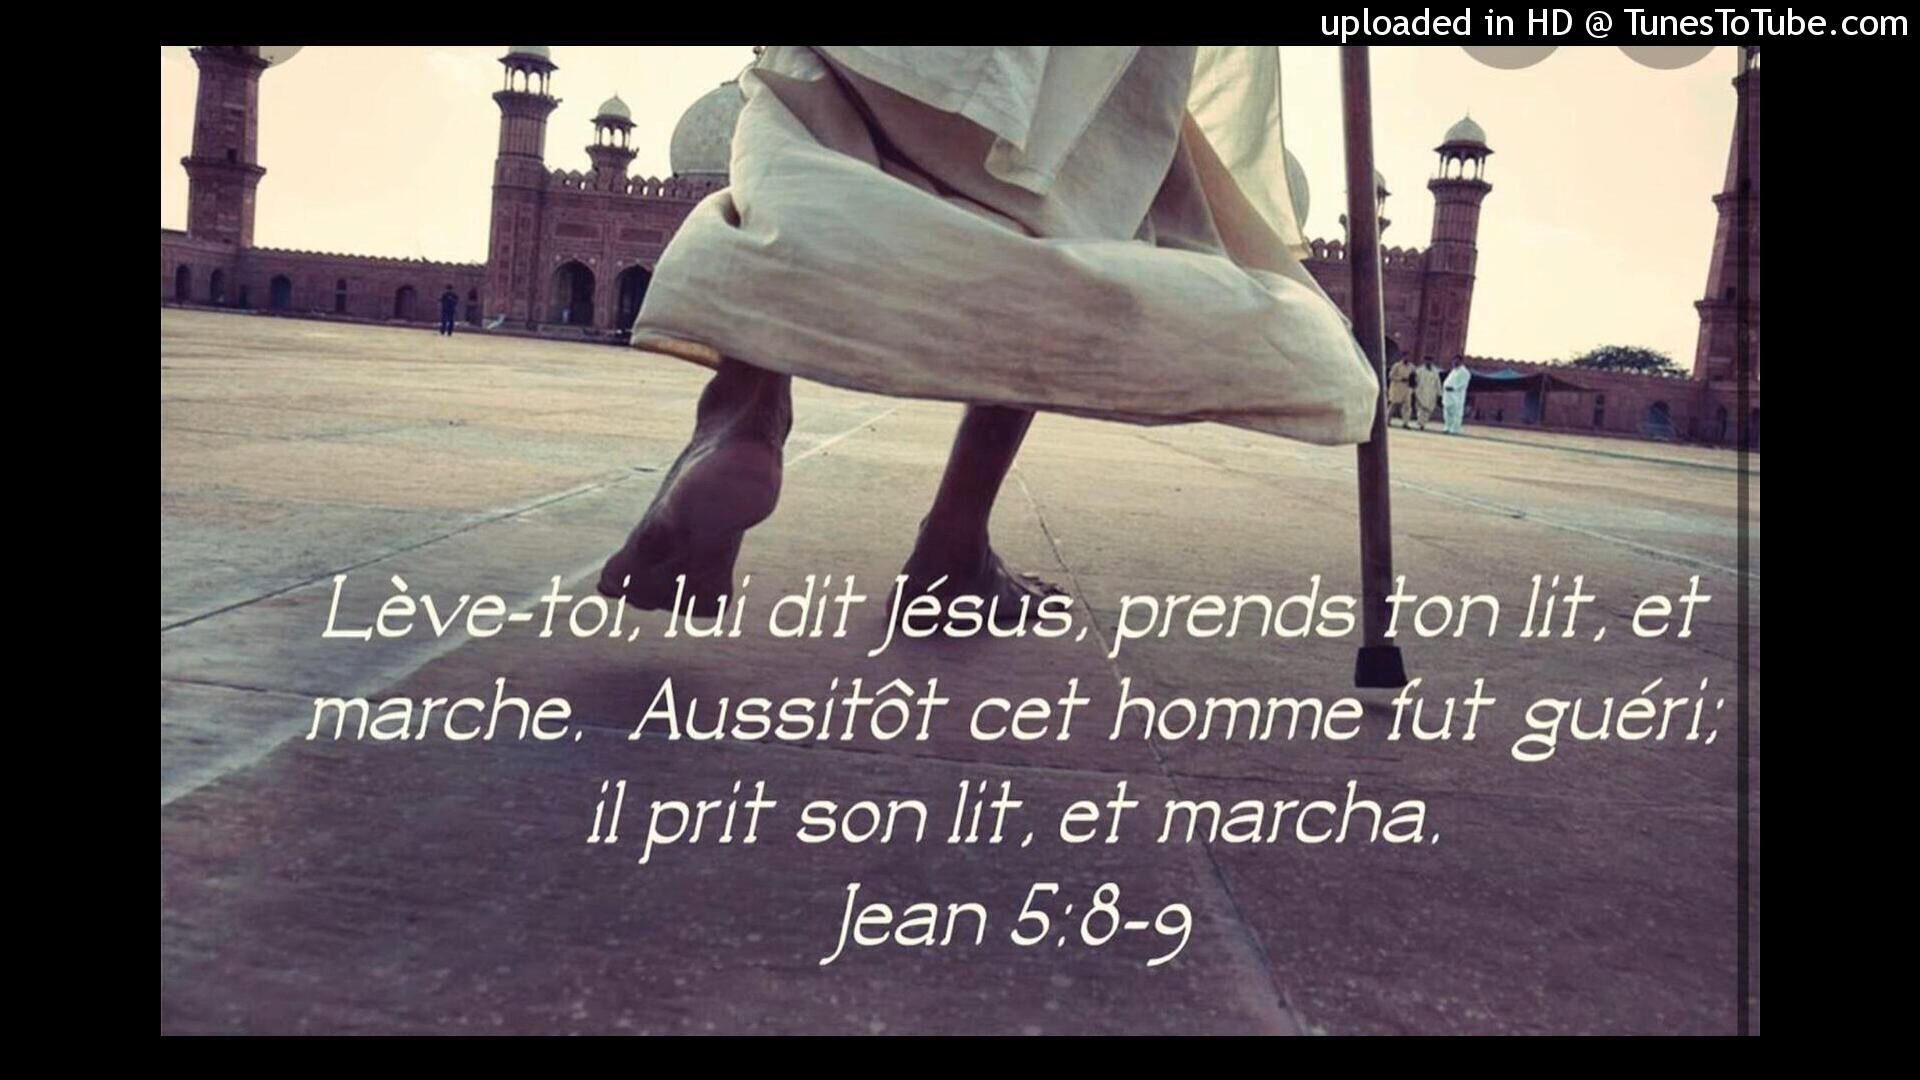 uploaded in HD @ TunesToTube.com
Lève-toi, lui dit Jésus, prends ton lit, et
marche. Aussitôt cet homme fut guéri;
il prit son lit, et marcha.
Jean 5:8-9